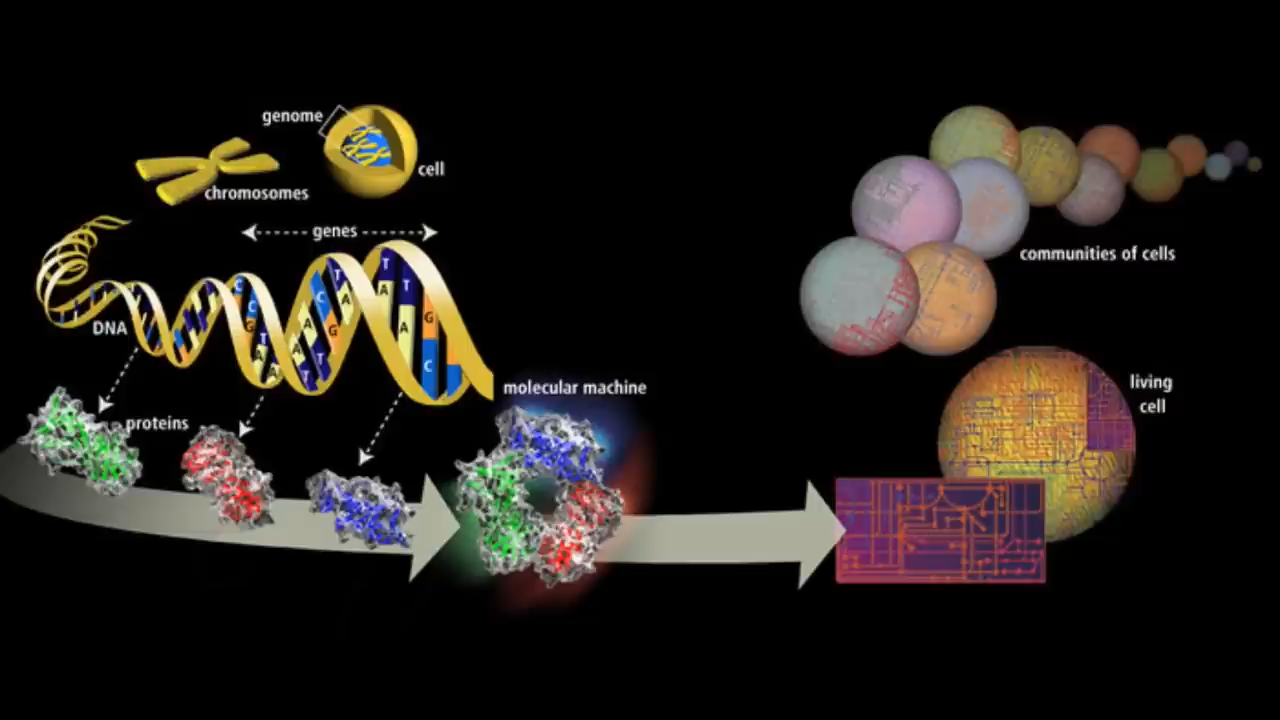 genome
cell
chromosomes
genes
DNA
C
C
G
T
A
A
A
A
T
T
C
G
T
A
T
A
T
A
G
C
proteins
molecular machine
communities of cells
living
cell